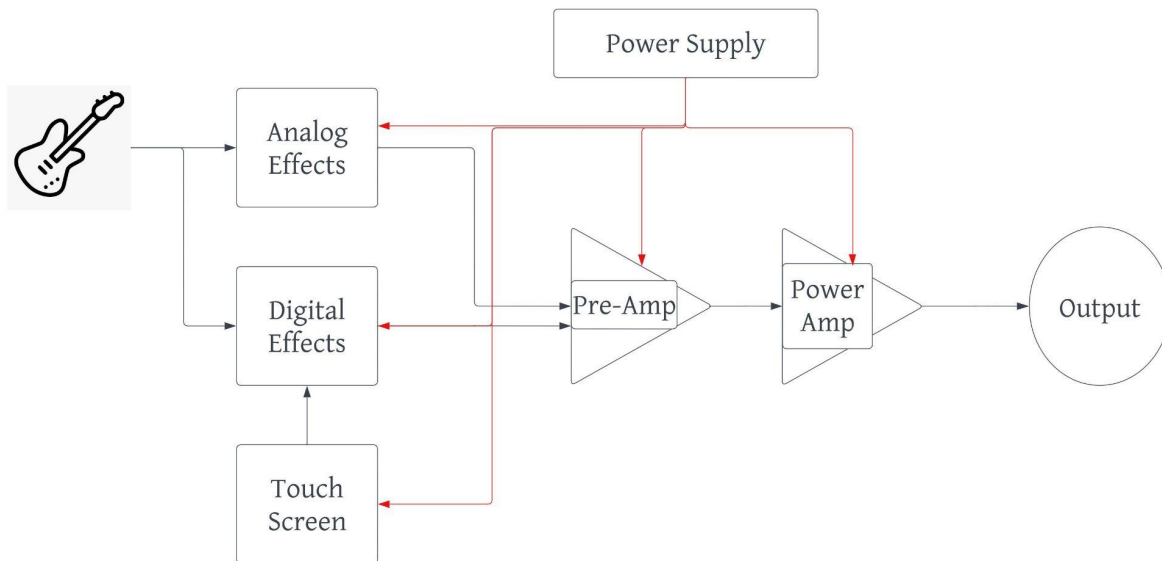 Power Supply
Analog
Effects
Digital
Effects
Pre-Amp
Power
Amp
Output
Touch
Screen